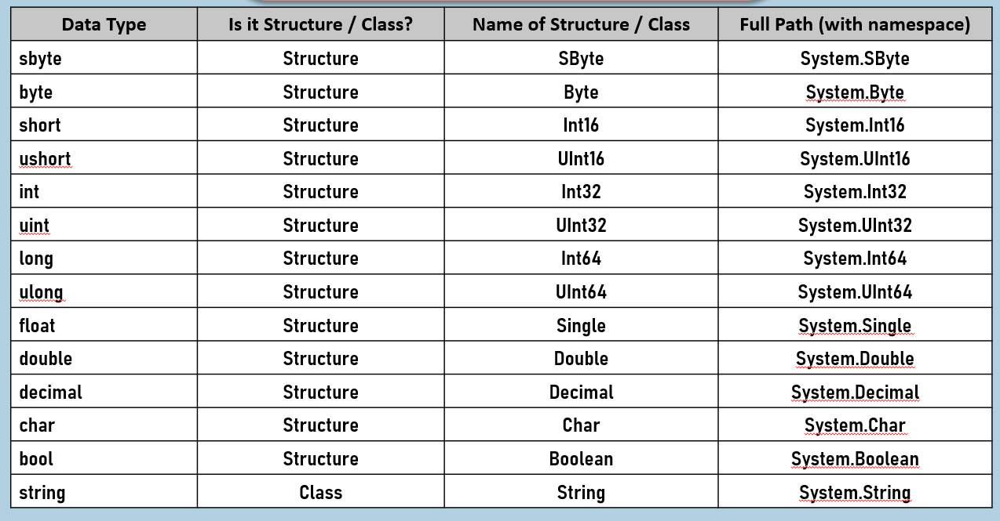 Data Type Is it Structure / Class? Name of Structure / Class Full Path (with namespace)
sbyte Structure SByte System.SByte
byte Structure Byte System.Byte
short Structure Int16 System.Int16
ushort Structure UInt16 System.UInt16
int Structure Int32 System.Int32
uint Structure UInt32 System.UInt32
long Structure Int64 System.Int64
ulong Structure UInt64 System.UInt64
float Structure Single System.Single
double Structure Double System.Double
decimal Structure Decimal System.Decimal
char Structure Char System.Char
bool Structure Boolean System.Boolean
string Class String System.String